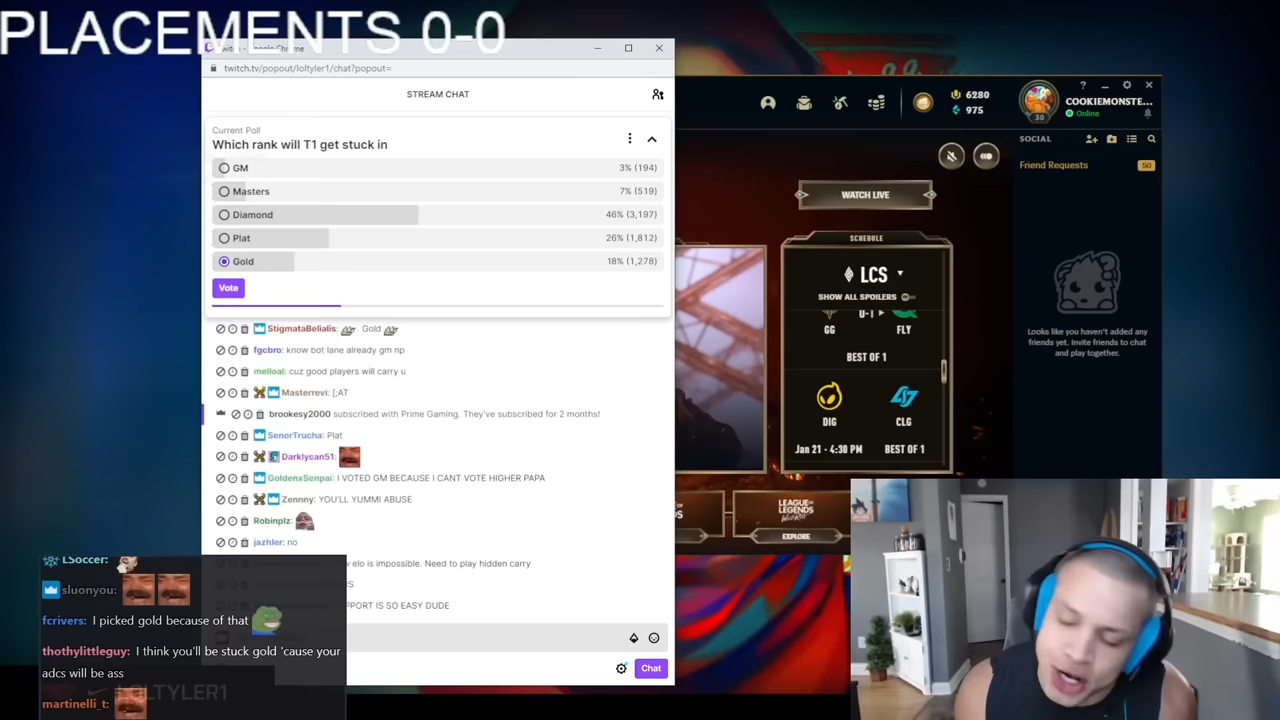 PLACEMENTS 0-0
twitch.tv/popout/loltyler1/chat?popout=
STREAM CHAT
Current Poll
Which rank will T1 get stuck in
GM 3% (194)
Masters 7% (519)
Diamond 46% (3,197)
Plat 26% (1,812)
Gold 18% (1,278)
Vote
StigmataBelialis: Gold
fgcbro: know bot lane already gm np
melloal: cuz good players will carry u
Masterrevi: [;AT
brookesy2000 subscribed with Prime Gaming. They've subscribed for 2 months!
SenorTrucha: Plat
Darklycan51:
GoldenxSenpai: I VOTED GM BECAUSE I CANT VOTE HIGHER PAPA
Zennny: YOU'LL YUMMI ABUSE
Robinplz:
jazhler: no
elo is impossible. Need to play hidden carry
PPORT IS SO EASY DUDE
Chat
LSoccer:
sluonyou:
fcrivers: I picked gold because of that
thothylittleguy: I think you'll be stuck gold 'cause your
adcs will be ass
martinelli_t:
LOLTYLER1
6280
975
30
COOKIEMONSTE...
Online
SOCIAL
Friend Requests 50
Looks like you haven't added any
friends yet. Invite friends to chat
and play together.
WATCH LIVE
SCHEDULE
LCS
SHOW ALL SPOILERS
0-1
GG FLY
BEST OF 1
DIG CLG
Jan 21 - 4:30 PM BEST OF 1
LEAGUE OF
LEGENDS
EXPLORE